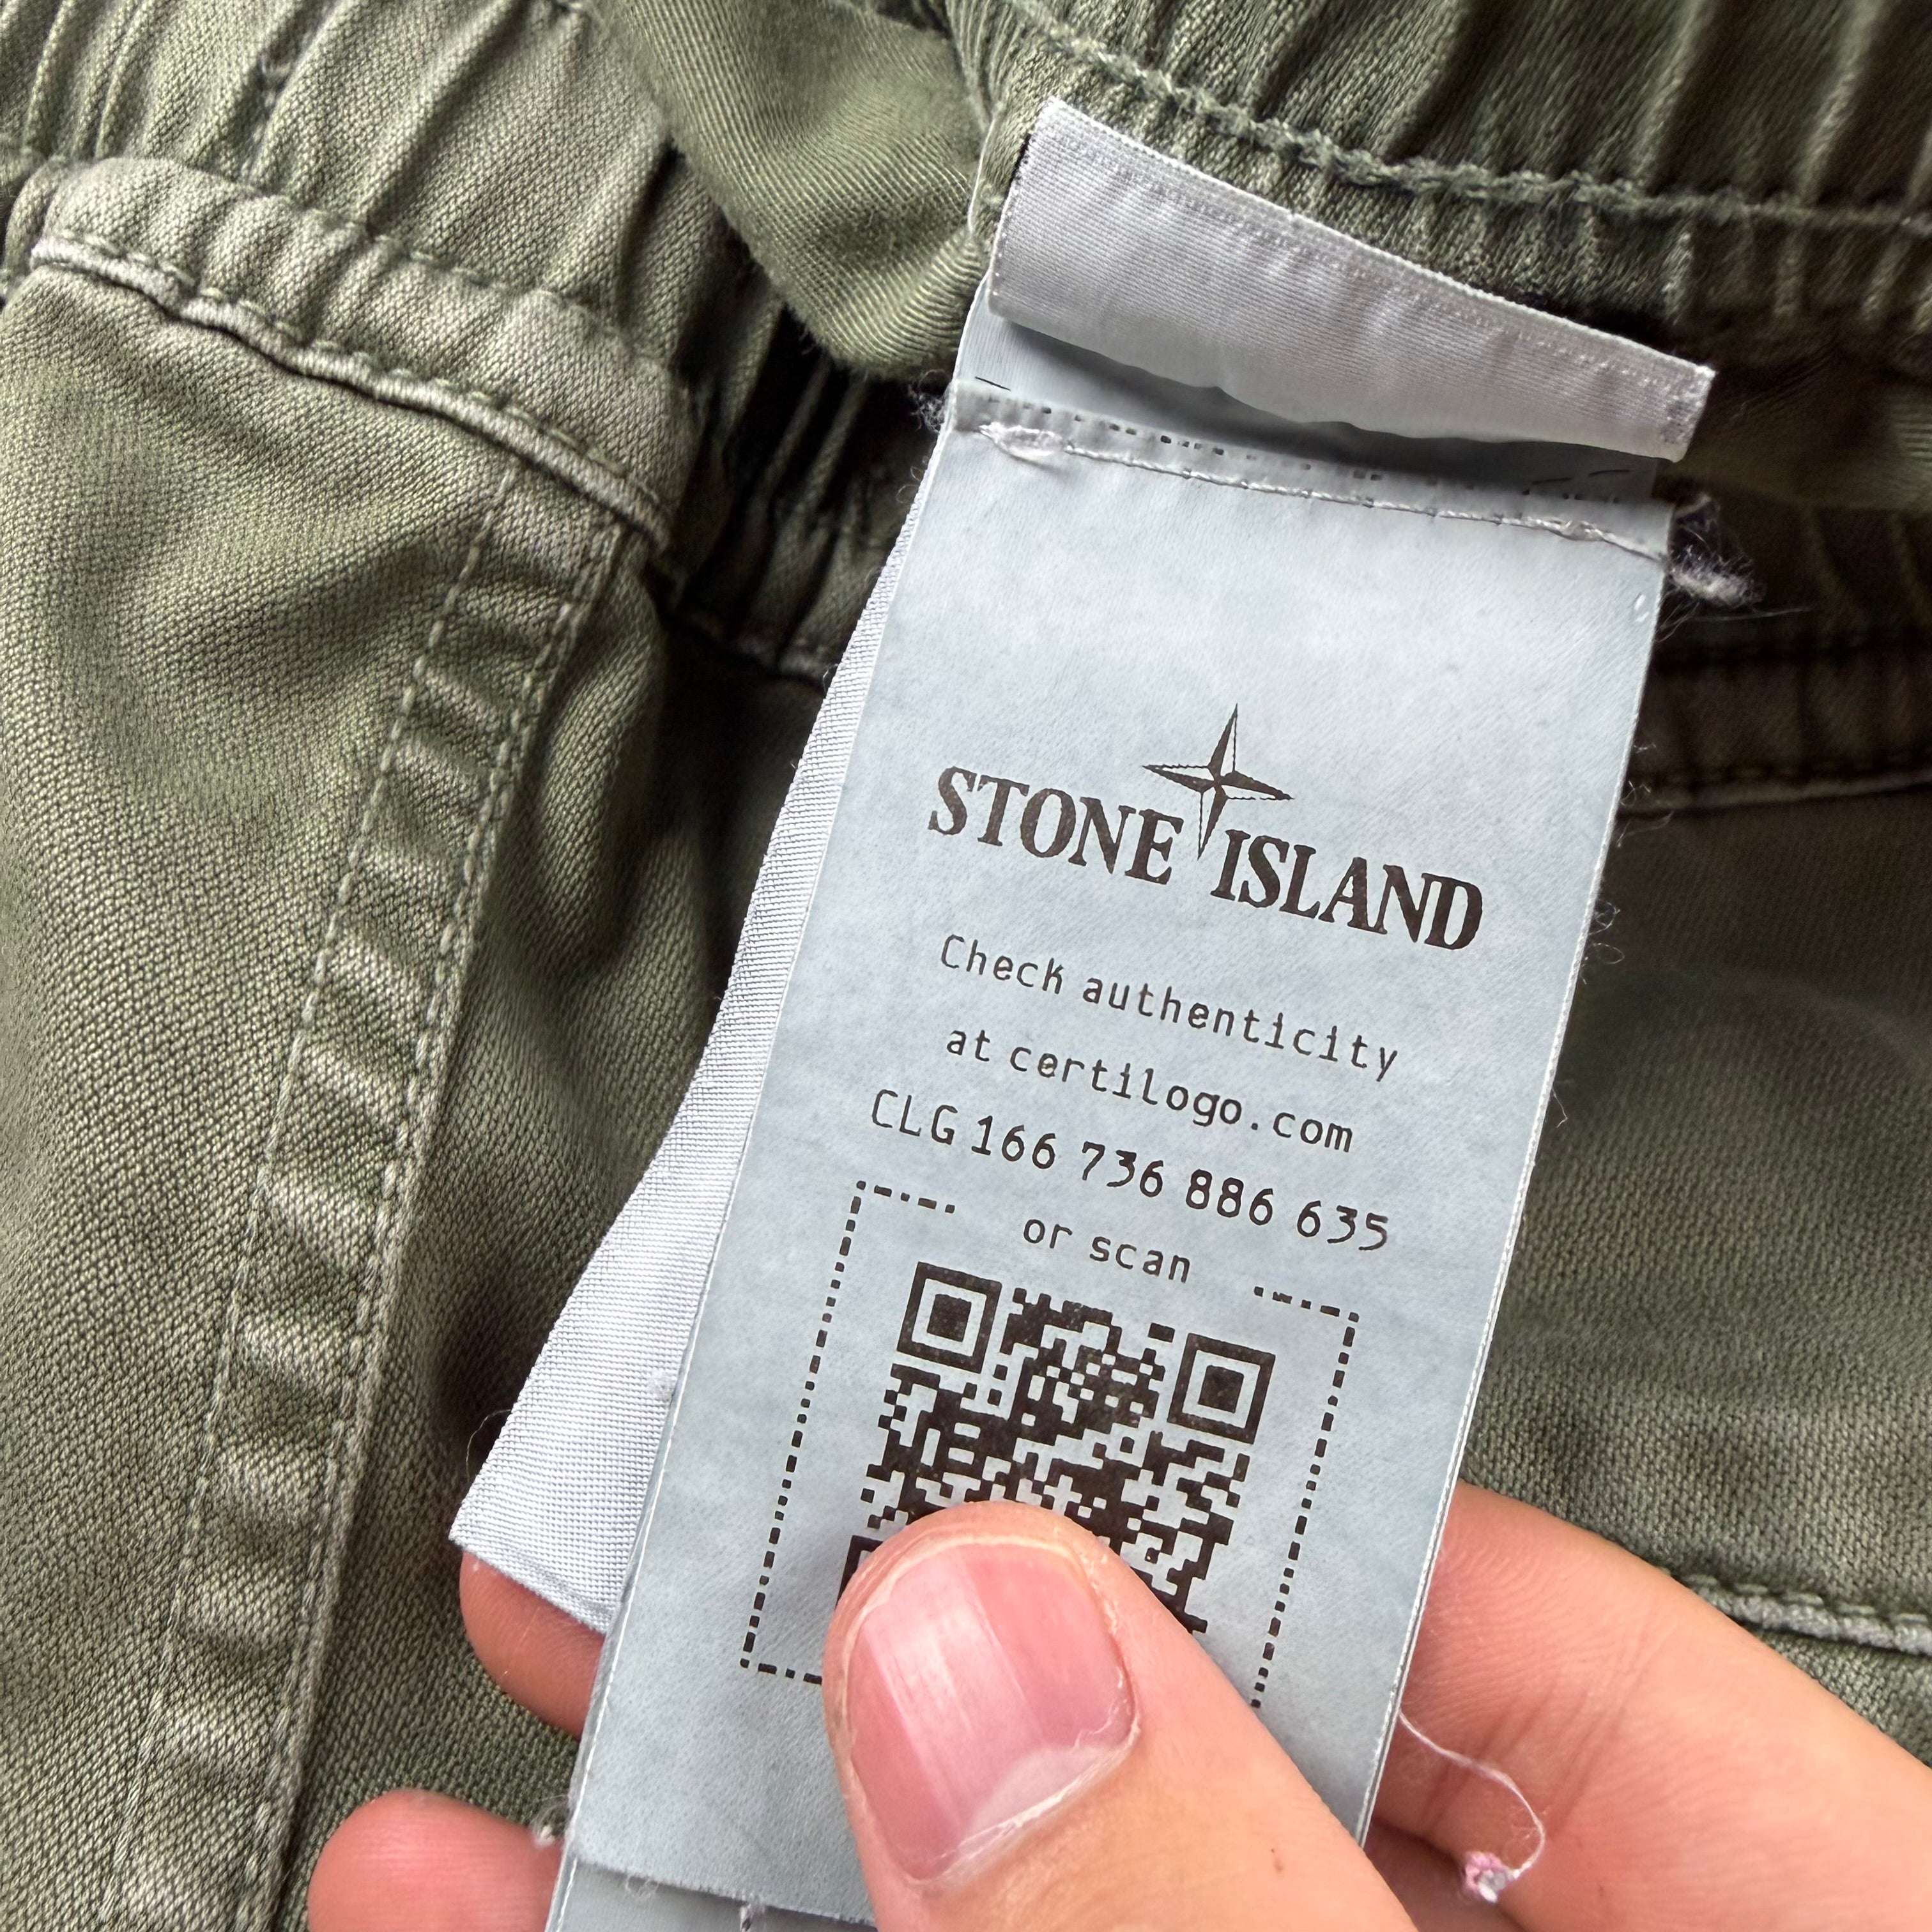 STONE ISLAND
Check authenticity
at certilogo.com
CLG 166 736 886 635
or scan